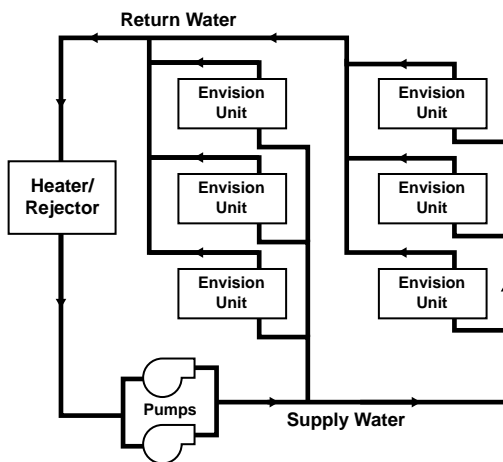 Return Water
Envision
Unit
Envision
Unit
Heater/
Rejector
Envision
Unit
Envision
Unit
Envision
Unit
Envision
Unit
Pumps
Supply Water